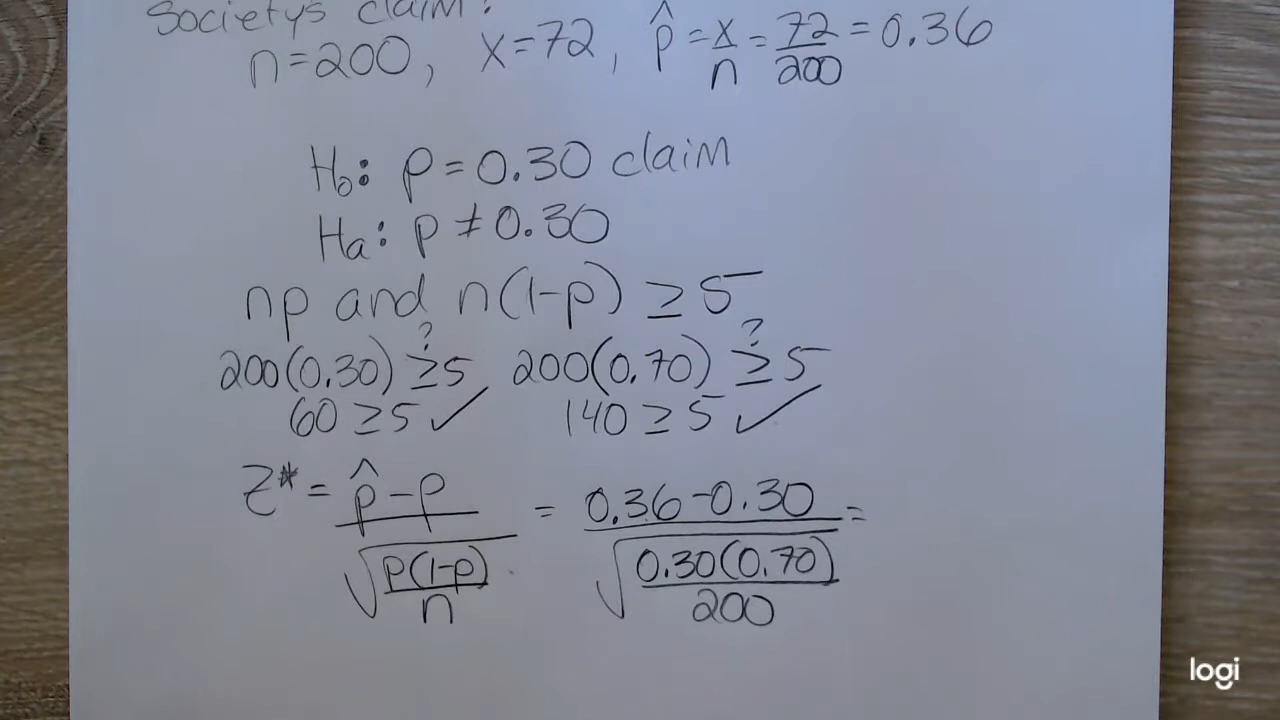 Societys claim?
n=200, x=72, p̂ = x/n = 72/200 = 0.36
H₀: p = 0.30 claim
Ha: p ≠ 0.30
np and n(1-p) ≥ 5
200(0.30) ≥? 5 200(0.70) ≥? 5
60 ≥ 5 ✓ 140 ≥ 5 ✓
Z* = (p̂ - p)/√(p(1-p)/n) = (0.36 - 0.30)/√(0.30(0.70)/200) =
logi